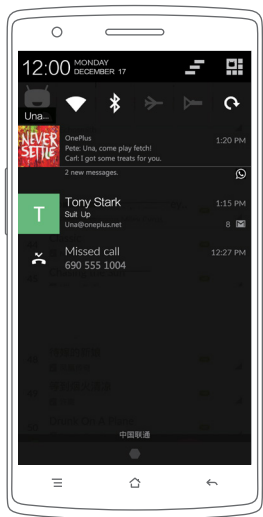 12:00 MONDAY
DECEMBER 17
Una...
NEVER
SETTLE
OnePlus
1:20 PM
Pete: Una, come play fetch!
Carl: I got some treats for you.
2 new messages.
T
Tony Stark
1:15 PM
Suit Up
Una@oneplus.net
8
Missed call
12:27 PM
690 555 1004
中国联通